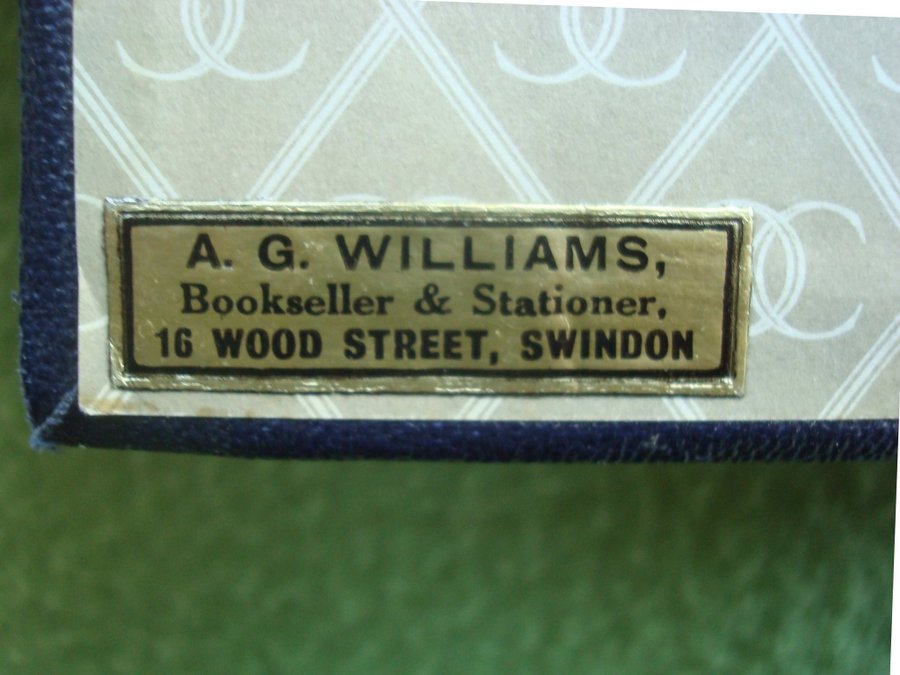 A. G. WILLIAMS,
Bookseller & Stationer,
16 WOOD STREET, SWINDON